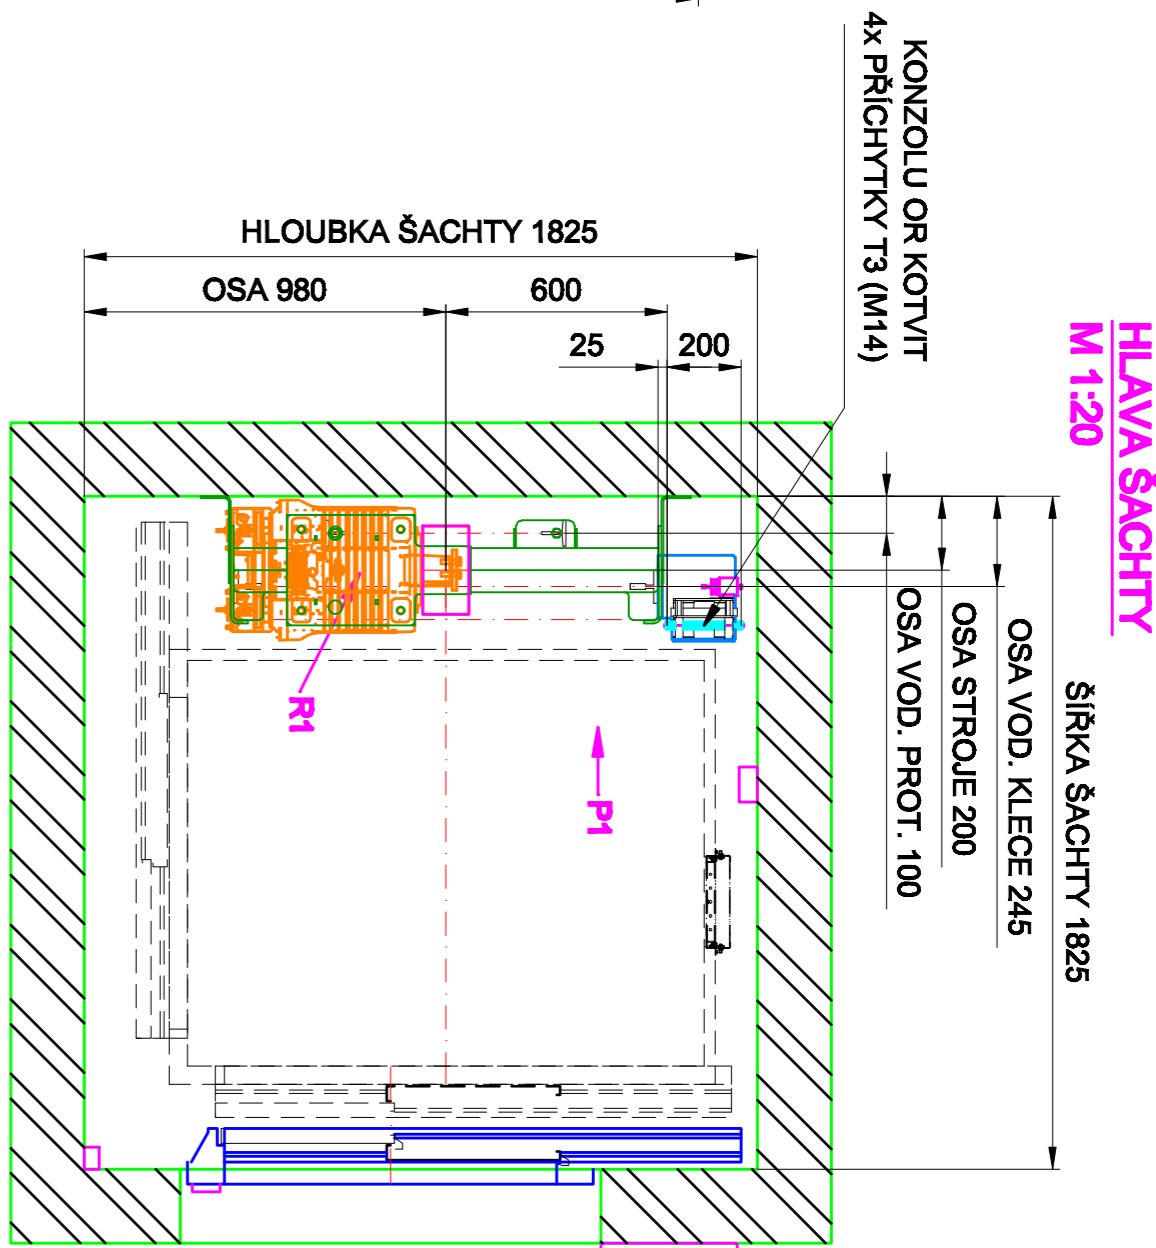 HLAVA ŠACHTY
M 1:20
KONZOLU OR KOTVIT
4x PŘÍCHYTKY T3 (M14)
HLOUBKA ŠACHTY 1825
OSA 980
600
25
200
ŠÍŘKA ŠACHTY 1825
OSA VOD. KLECE 245
OSA STROJE 200
OSA VOD. PROT. 100
R1
P1